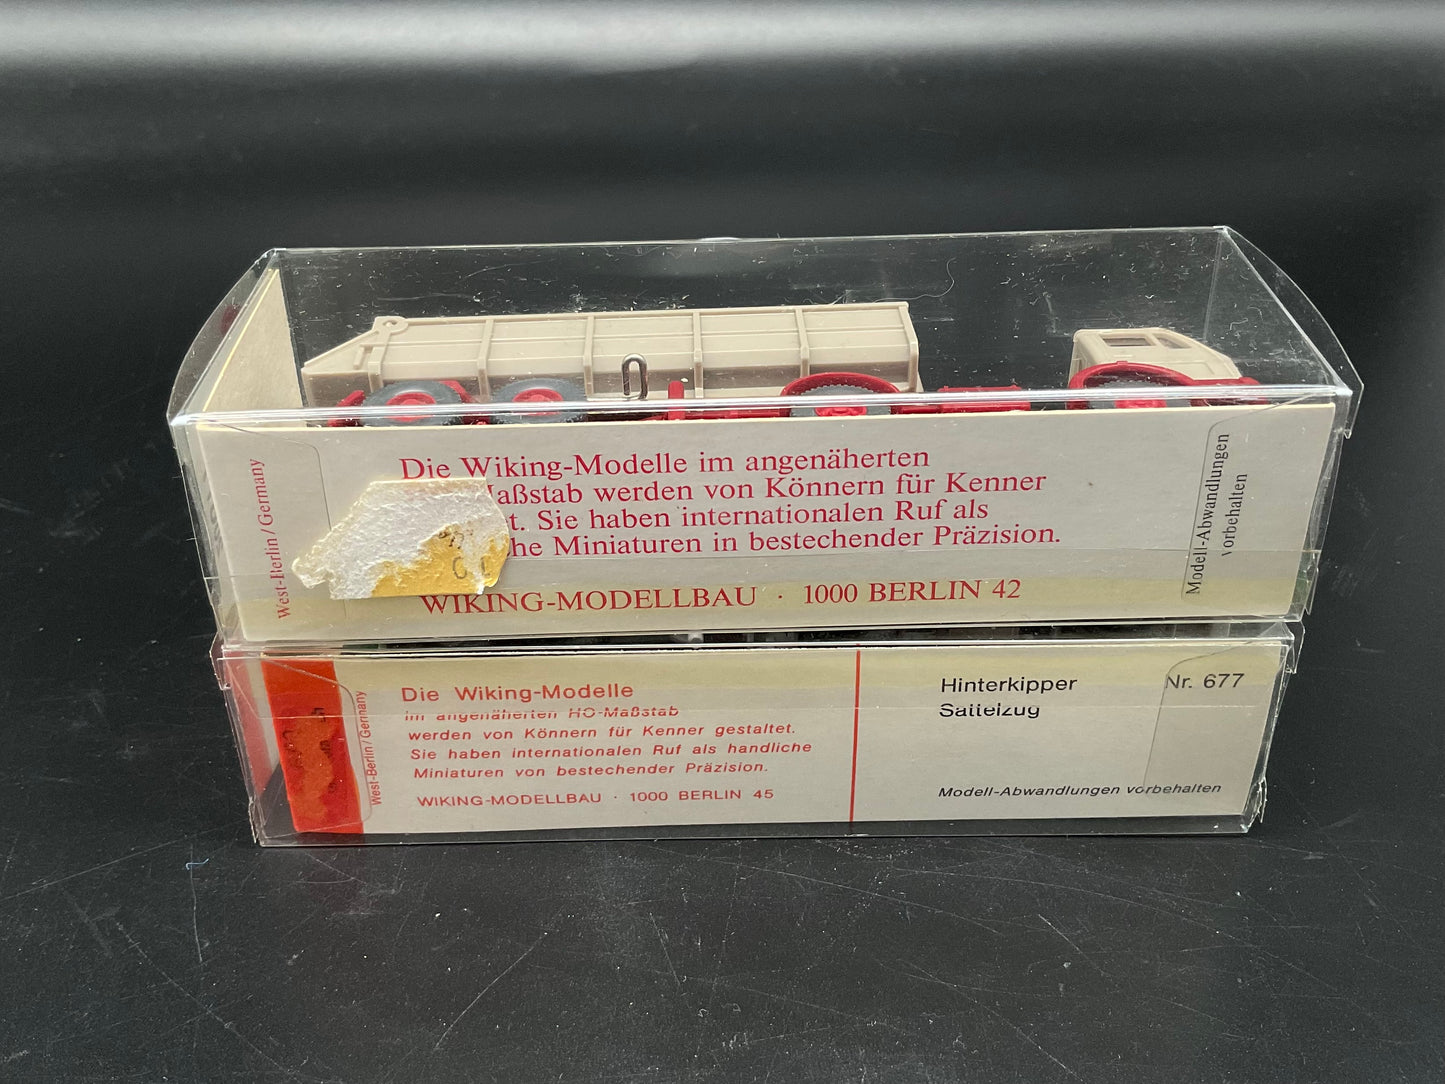 Die Wiking-Modelle im angenäherten
Maßstab werden von Könnern für Kenner
t. Sie haben internationalen Ruf als
he Miniaturen in bestechender Präzision.
WIKING-MODELLBAU · 1000 BERLIN 42
West-Berlin/Germany
Modell-Abwandlungen
vorbehalten
Die Wiking-Modelle
im angenäherten HO-Maßstab
werden von Könnern für Kenner gestaltet.
Sie haben internationalen Ruf als handliche
Miniaturen von bestechender Präzision.
WIKING-MODELLBAU · 1000 BERLIN 45
West-Berlin/Germany
Hinterkipper
Sattelzug
Nr. 677
Modell-Abwandlungen vorbehalten